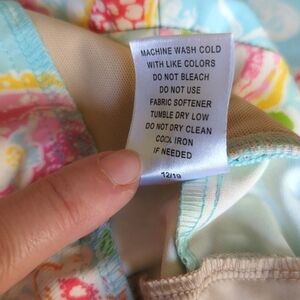 MACHINE WASH COLD
WITH LIKE COLORS
DO NOT BLEACH
DO NOT USE
FABRIC SOFTENER
TUMBLE DRY LOW
DO NOT DRY CLEAN
COOL IRON
IF NEEDED
12/19